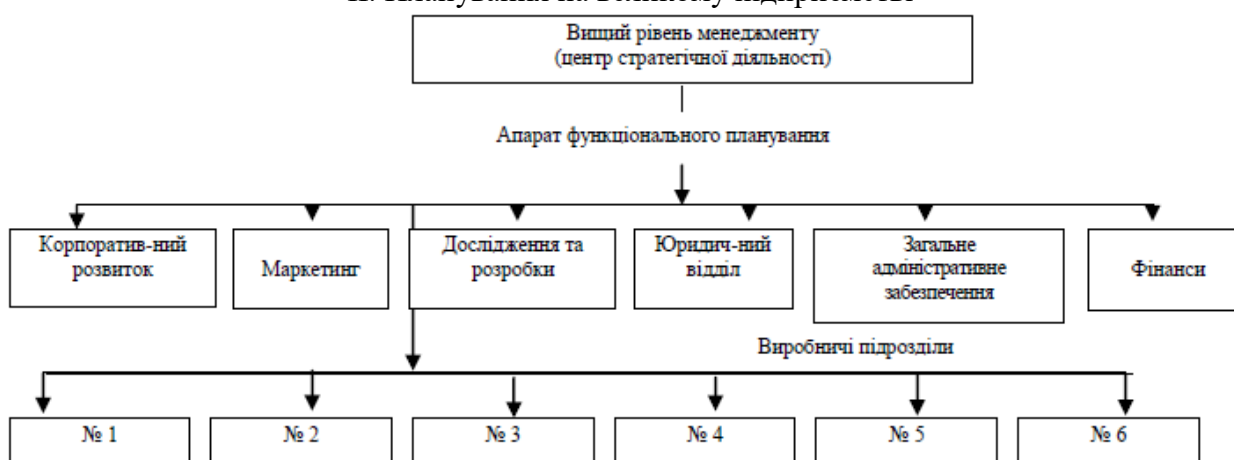 Вищий рівень менеджменту
(центр стратегічної діяльності)
Апарат функціонального планування
Корпоратив-ний
розвиток
Маркетинг
Дослідження та
розробки
Юридич-ний
відділ
Загальне
адміністративне
забезпечення
Фінанси
Виробничі підрозділи
№ 1
№ 2
№ 3
№ 4
№ 5
№ 6